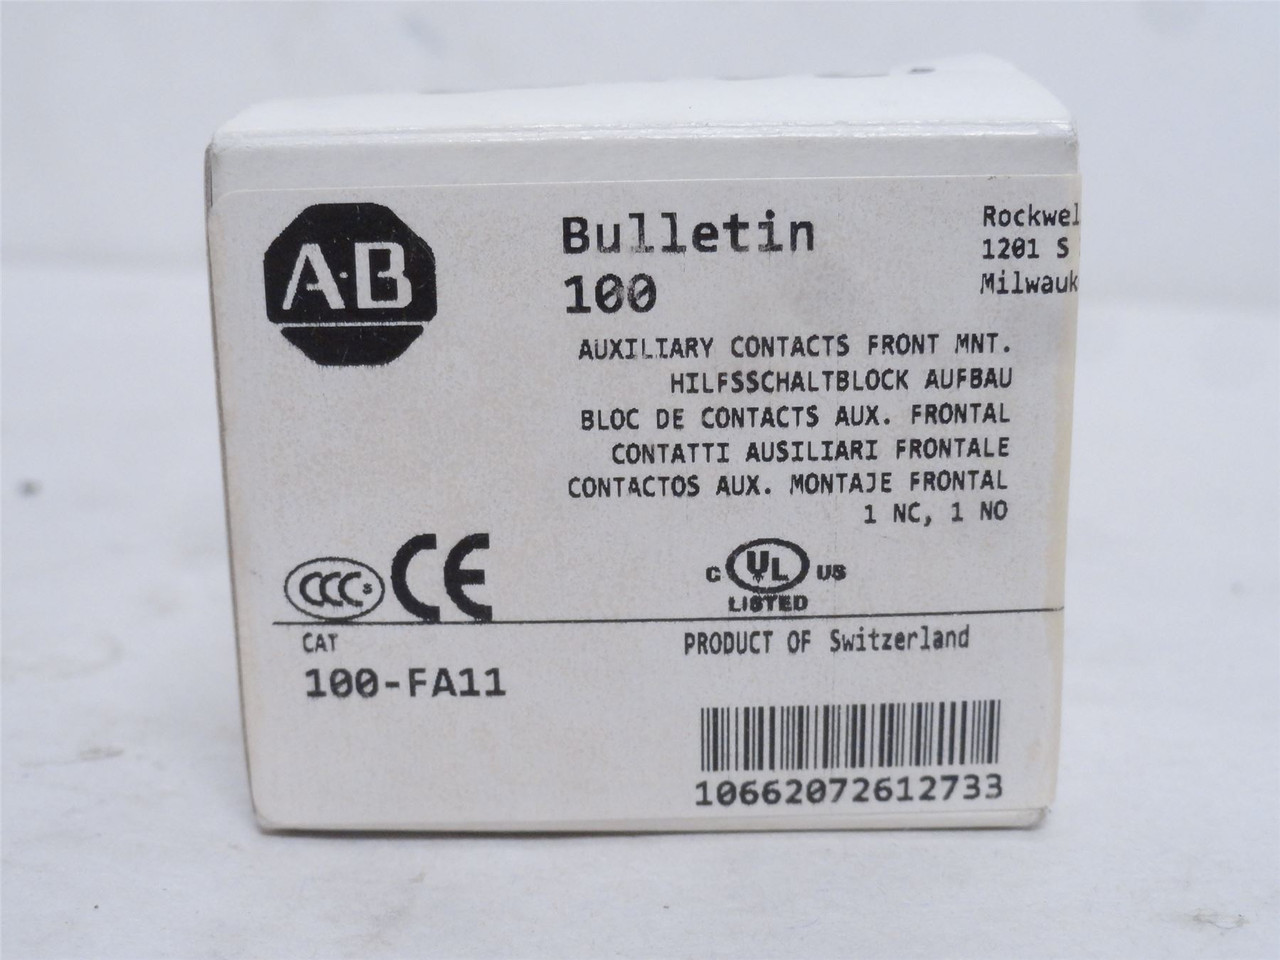 A·B
Bulletin
100
Rockwel
1201 S
Milwauk
AUXILIARY CONTACTS FRONT MNT.
HILFSSCHALTBLOCK AUFBAU
BLOC DE CONTACTS AUX. FRONTAL
CONTATTI AUSILIARI FRONTALE
CONTACTOS AUX. MONTAJE FRONTAL
1 NC, 1 NO
CCC S CE
C UL US
LISTED
CAT
PRODUCT OF Switzerland
100-FA11
10662072612733